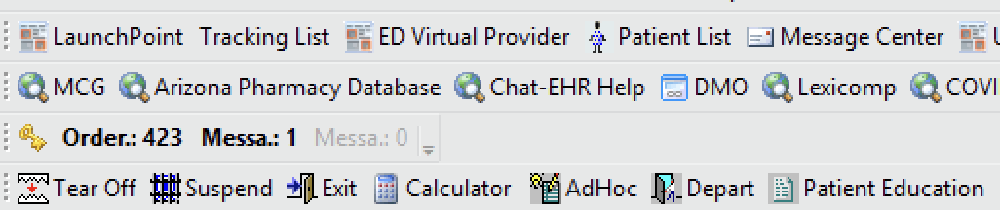 LaunchPoint Tracking List ED Virtual Provider Patient List Message Center
MCG Arizona Pharmacy Database Chat-EHR Help DMO Lexicomp COVI
Order.: 423 Messa.: 1 Messa.: 0
Tear Off Suspend Exit Calculator AdHoc Depart Patient Education